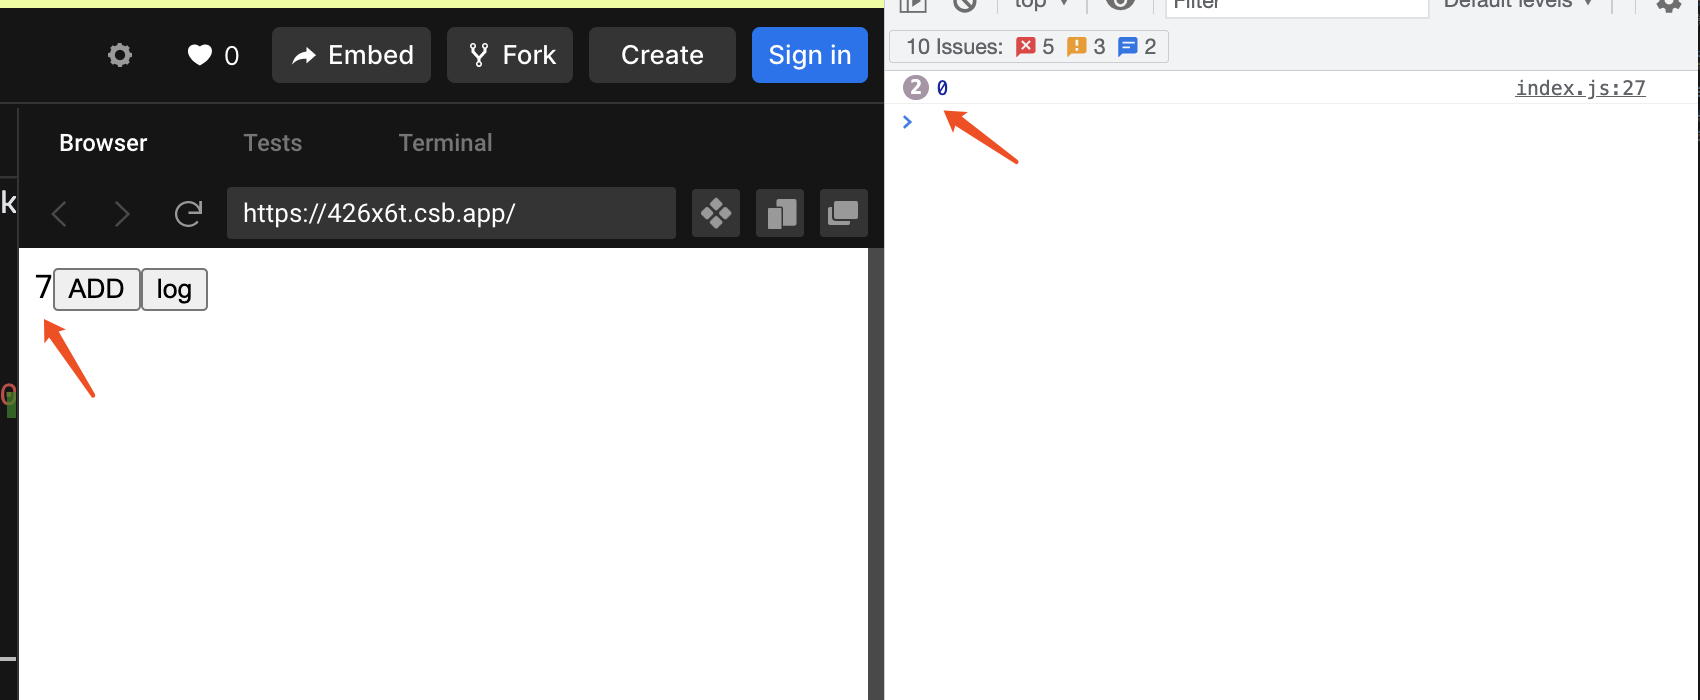 0 Embed Fork Create Sign in
Browser Tests Terminal
https://426x6t.csb.app/
7 ADD log
k
0
top Filter Default levels
10 Issues: 5 3 2
2 0 index.js:27